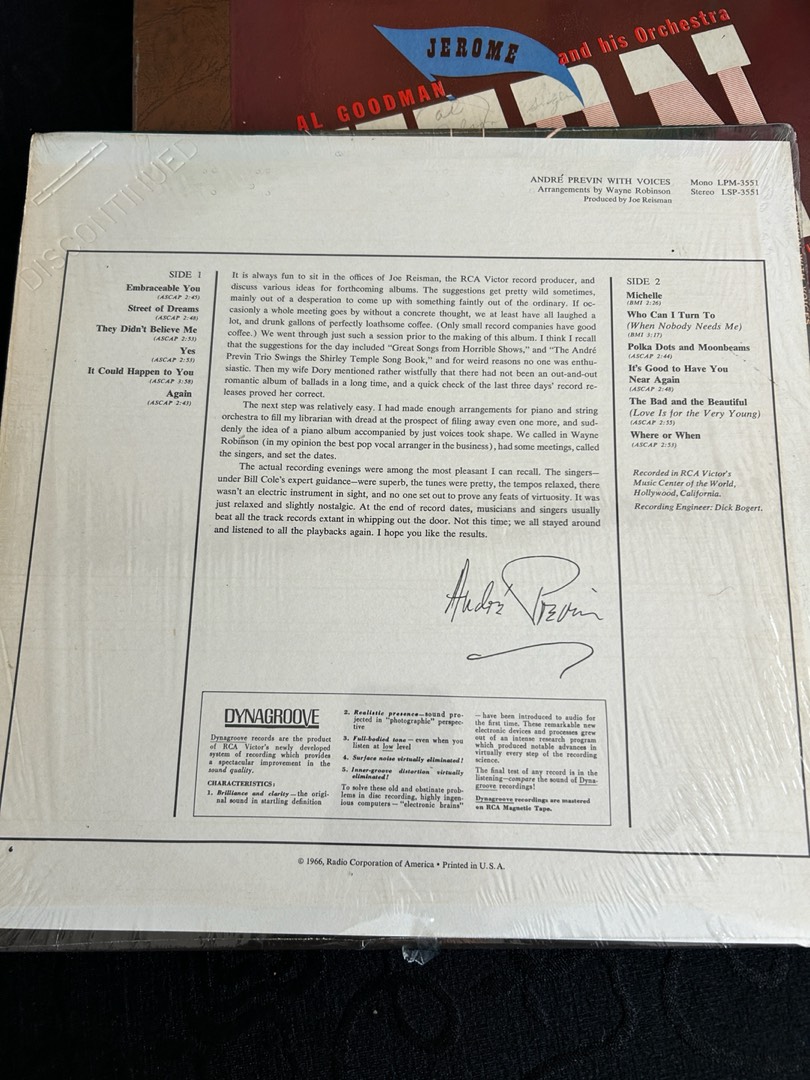 JEROME
AL GOODMAN and his Orchestra
DISCONTINUED
ANDRÉ PREVIN WITH VOICES
Arrangements by Wayne Robinson
Produced by Joe Reisman
Mono LPM-3551
Stereo LSP-3551
SIDE 1
Embraceable You
(ASCAP 2:45)
Street of Dreams
(ASCAP 2:48)
They Didn't Believe Me
(ASCAP 2:53)
Yes
(ASCAP 2:53)
It Could Happen to You
(ASCAP 3:58)
Again
(ASCAP 2:43)
It is always fun to sit in the offices of Joe Reisman, the RCA Victor record producer, and
discuss various ideas for forthcoming albums. The suggestions get pretty wild sometimes,
mainly out of a desperation to come up with something faintly out of the ordinary. If oc-
casionly a whole meeting goes by without a concrete thought, we at least have all laughed a
lot, and drunk gallons of perfectly loathsome coffee. (Only small record companies have good
coffee.) We went through just such a session prior to the making of this album. I think I recall
that the suggestions for the day included "Great Songs from Horrible Shows," and "The André
Previn Trio Swings the Shirley Temple Song Book," and for weird reasons no one was enthu-
siastic. Then my wife Dory mentioned rather wistfully that there had not been an out-and-out
romantic album of ballads in a long time, and a quick check of the last three days' record re-
leases proved her correct.
The next step was relatively easy. I had made enough arrangements for piano and string
orchestra to fill my librarian with dread at the prospect of filing away even one more, and sud-
denly the idea of a piano album accompanied by just voices took shape. We called in Wayne
Robinson (in my opinion the best pop vocal arranger in the business), had some meetings, called
the singers, and set the dates.
The actual recording evenings were among the most pleasant I can recall. The singers—
under Bill Cole's expert guidance—were superb, the tunes were pretty, the tempos relaxed, there
wasn't an electric instrument in sight, and no one set out to prove any feats of virtuosity. It was
just relaxed and slightly nostalgic. At the end of record dates, musicians and singers usually
beat all the track records extant in whipping out the door. Not this time; we all stayed around
and listened to all the playbacks again. I hope you like the results.
André Previn
SIDE 2
Michelle
(BMI 2:26)
Who Can I Turn To
(When Nobody Needs Me)
(BMI 3:17)
Polka Dots and Moonbeams
(ASCAP 2:44)
It's Good to Have You
Near Again
(ASCAP 2:48)
The Bad and the Beautiful
(Love Is for the Very Young)
(ASCAP 2:55)
Where or When
(ASCAP 2:53)
Recorded in RCA Victor's
Music Center of the World,
Hollywood, California.
Recording Engineer: Dick Bogert.
DYNAGROOVE
Dynagroove records are the product
of RCA Victor's newly developed
system of recording which provides
a spectacular improvement in the
sound quality.
CHARACTERISTICS:
1. Brilliance and clarity—the origi-
nal sound in startling definition
2. Realistic presence—sound pro-
jected in "photographic" perspec-
tive
3. Full-bodied tone—even when you
listen at low level
4. Surface noise virtually eliminated!
5. Inner-groove distortion virtually
eliminated!
To solve these old and obstinate prob-
lems in disc recording, highly ingen-
ious computers—"electronic brains"
—have been introduced to audio for
the first time. These remarkable new
electronic devices and processes grew
out of an intense research program
which produced notable advances in
virtually every step of the recording
science.
The final test of any record is in the
listening—compare the sound of Dyna-
groove recordings!
Dynagroove recordings are mastered
on RCA Magnetic Tape.
6
© 1966, Radio Corporation of America • Printed in U.S.A.